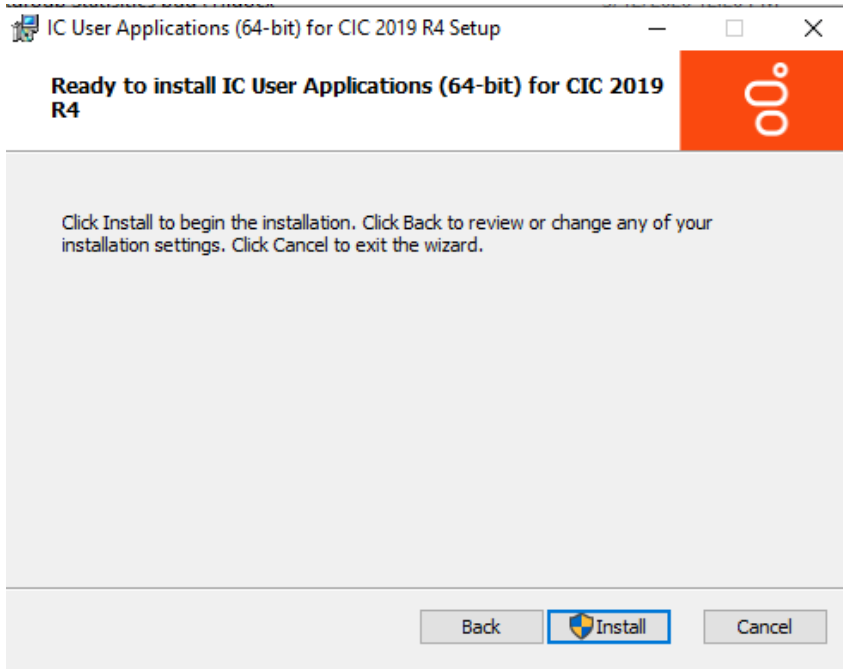 IC User Applications (64-bit) for CIC 2019 R4 Setup
Ready to install IC User Applications (64-bit) for CIC 2019
R4
Click Install to begin the installation. Click Back to review or change any of your
installation settings. Click Cancel to exit the wizard.
Back
Install
Cancel